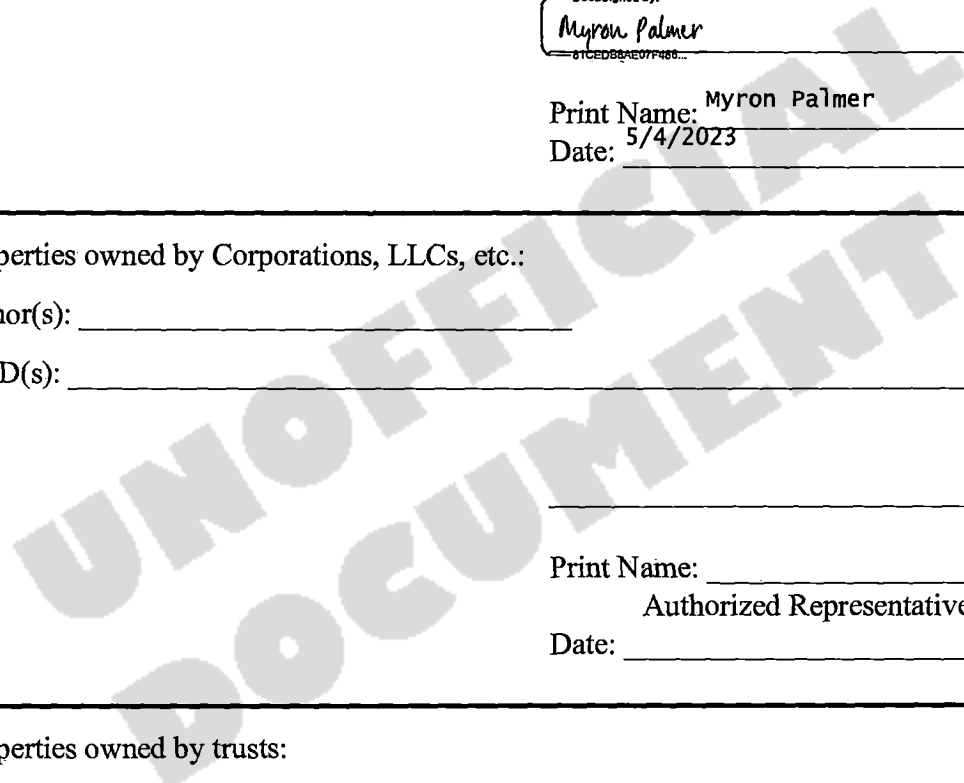 Myron Palmer
Print Name: Myron Palmer
Date: 5/4/2023
perties owned by Corporations, LLCs, etc.:
nor(s):
D(s):
Print Name:
Authorized Representative
Date:
perties owned by trusts:
UNOFFICIAL
DOCUMENT